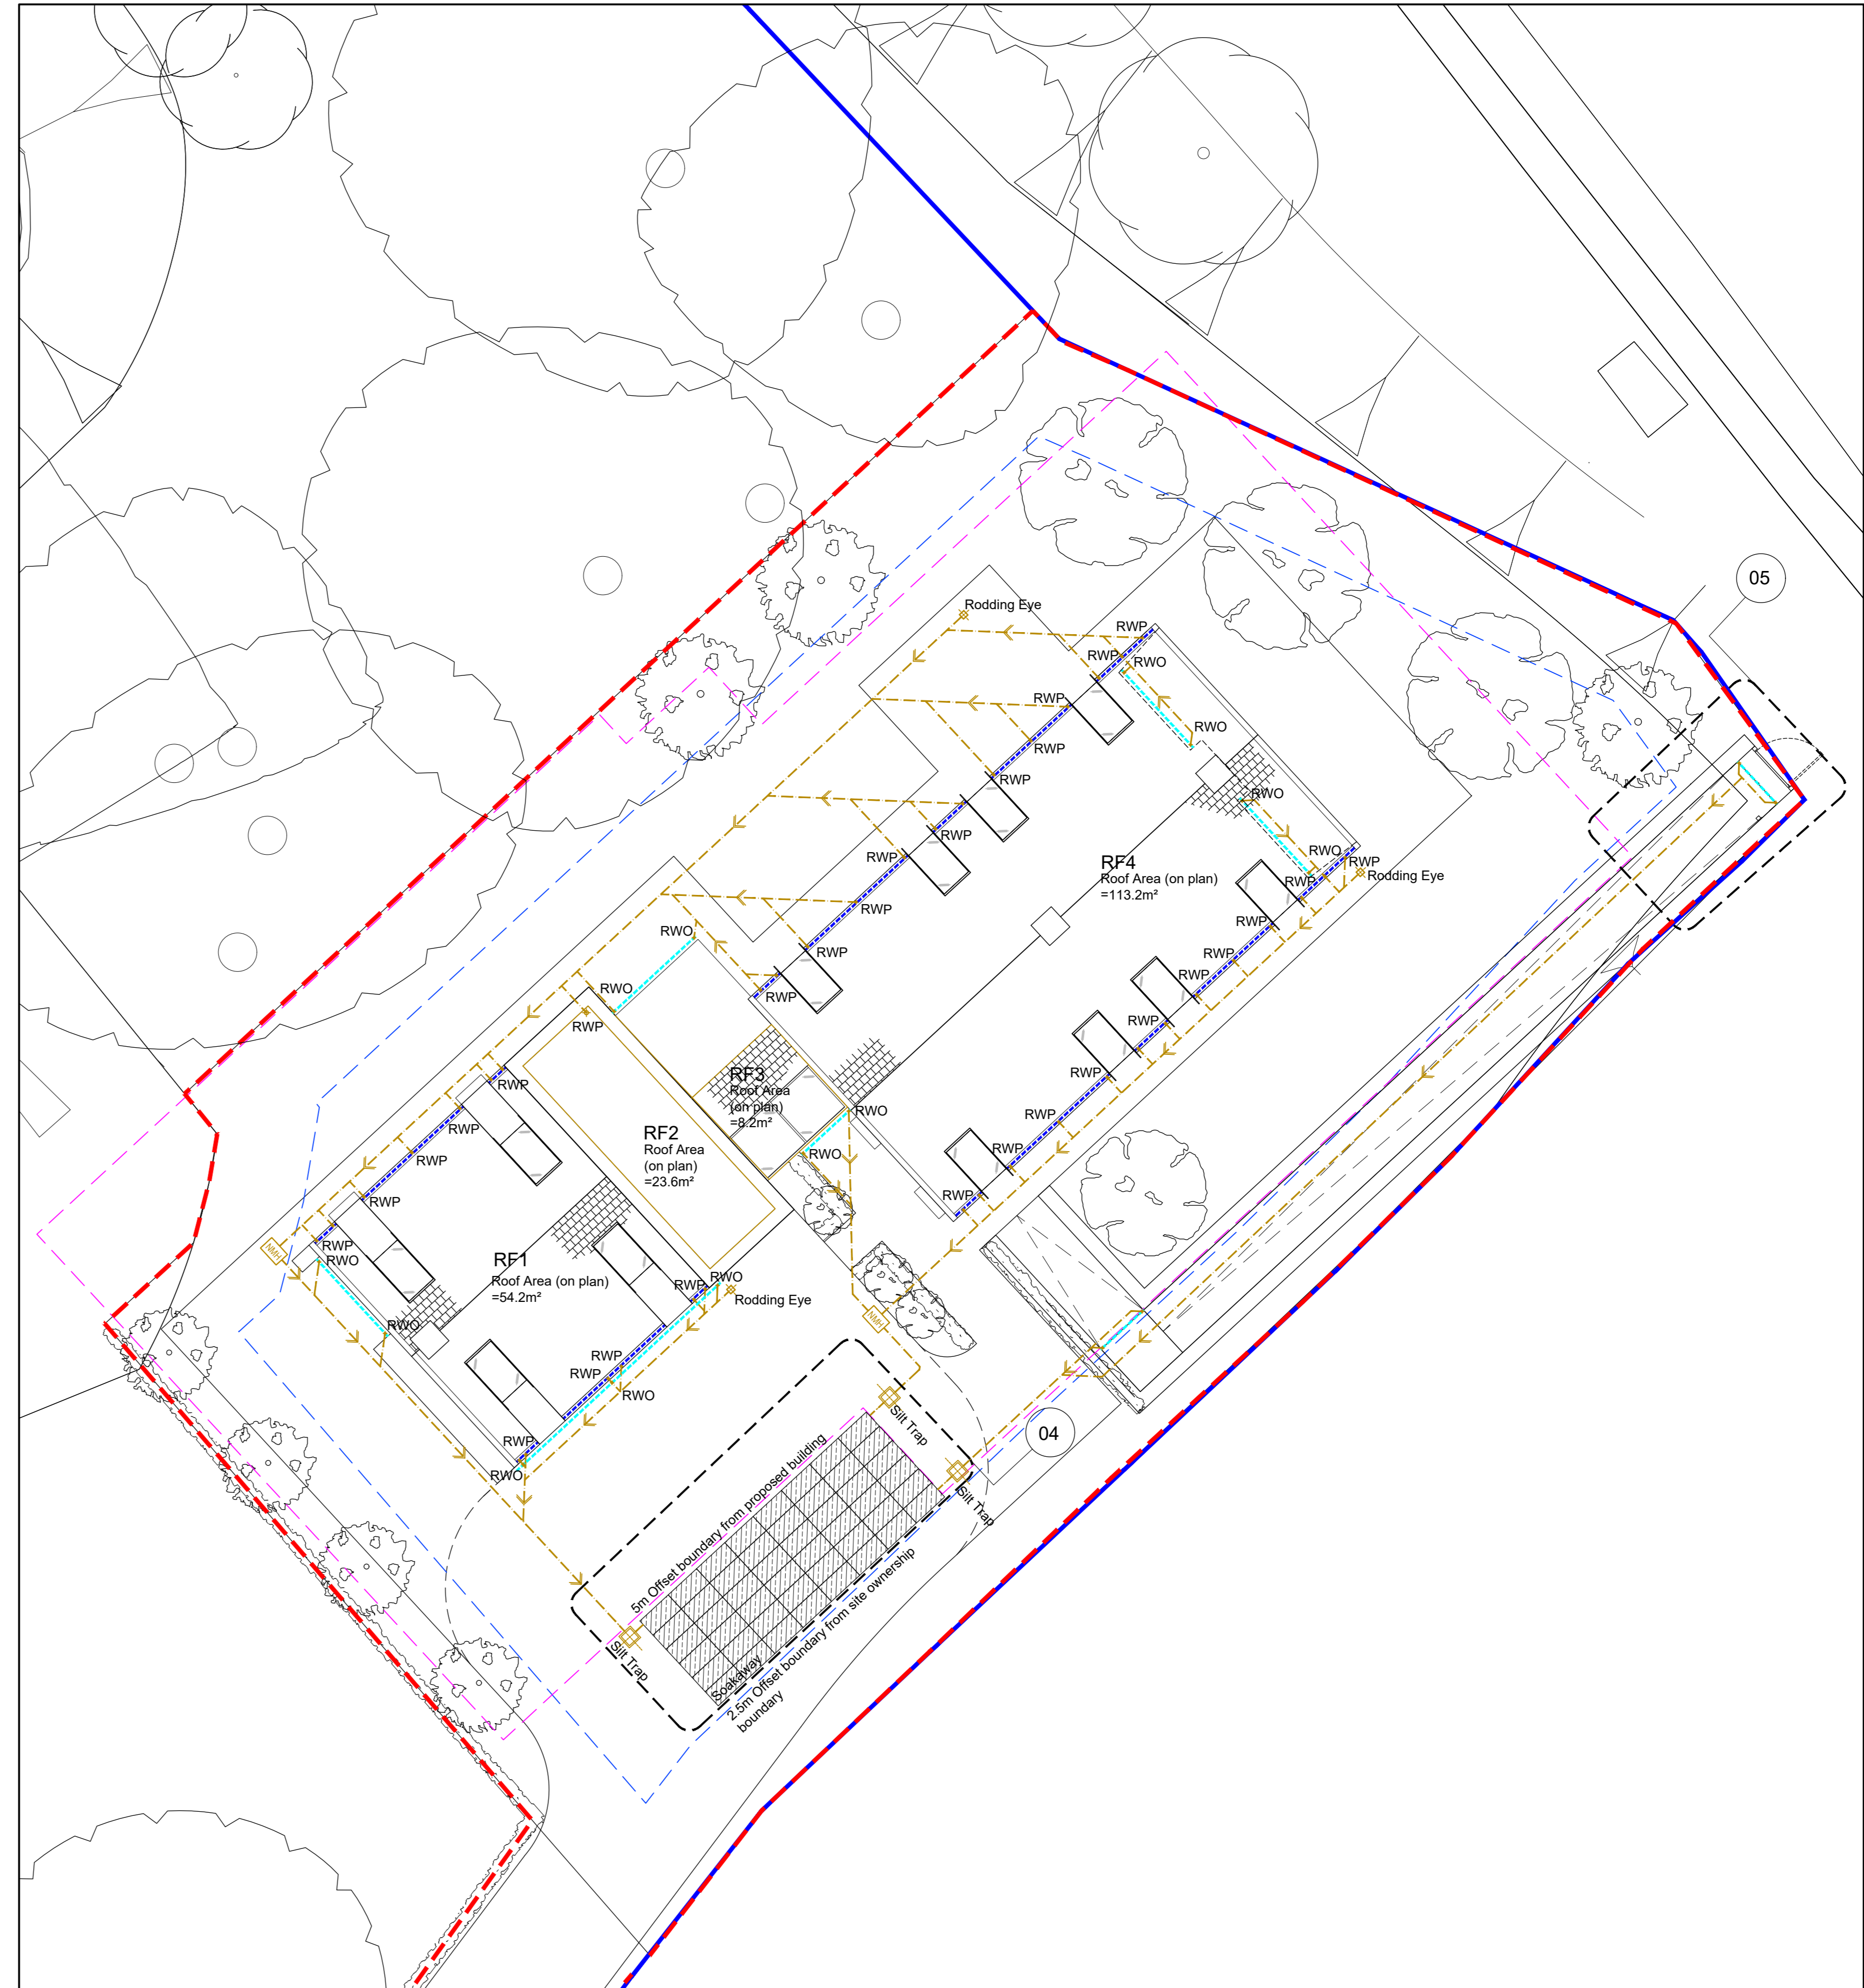 05
Rodding Eye
RWP
RWP
RWO
RWP
RWO
RWP
RWP
RWO
RWP
RWP
RWO
RWP
RF4
Roof Area (on plan)
=113.2m²
RWP
Rodding Eye
RWP
RWP
RWO
RWP
RWP
RWP
RWO
RWP
RWP
RWP
RF3
Roof Area
(on plan)
=8.2m²
RWP
RWP
RWO
RWP
RWP
RF2
Roof Area
(on plan)
=23.6m²
RWO
RWP
RWP
RWP
RWP
NMH
RWO
RF1
Roof Area (on plan)
=54.2m²
RWP
RWO
Rodding Eye
NMH
RWO
RWP
RWP
RWO
Silt Trap
04
RWP
RWO
5m Offset boundary from proposed building
Silt Trap
Silt Trap
Soakaway
2.5m Offset boundary from site ownership
boundary